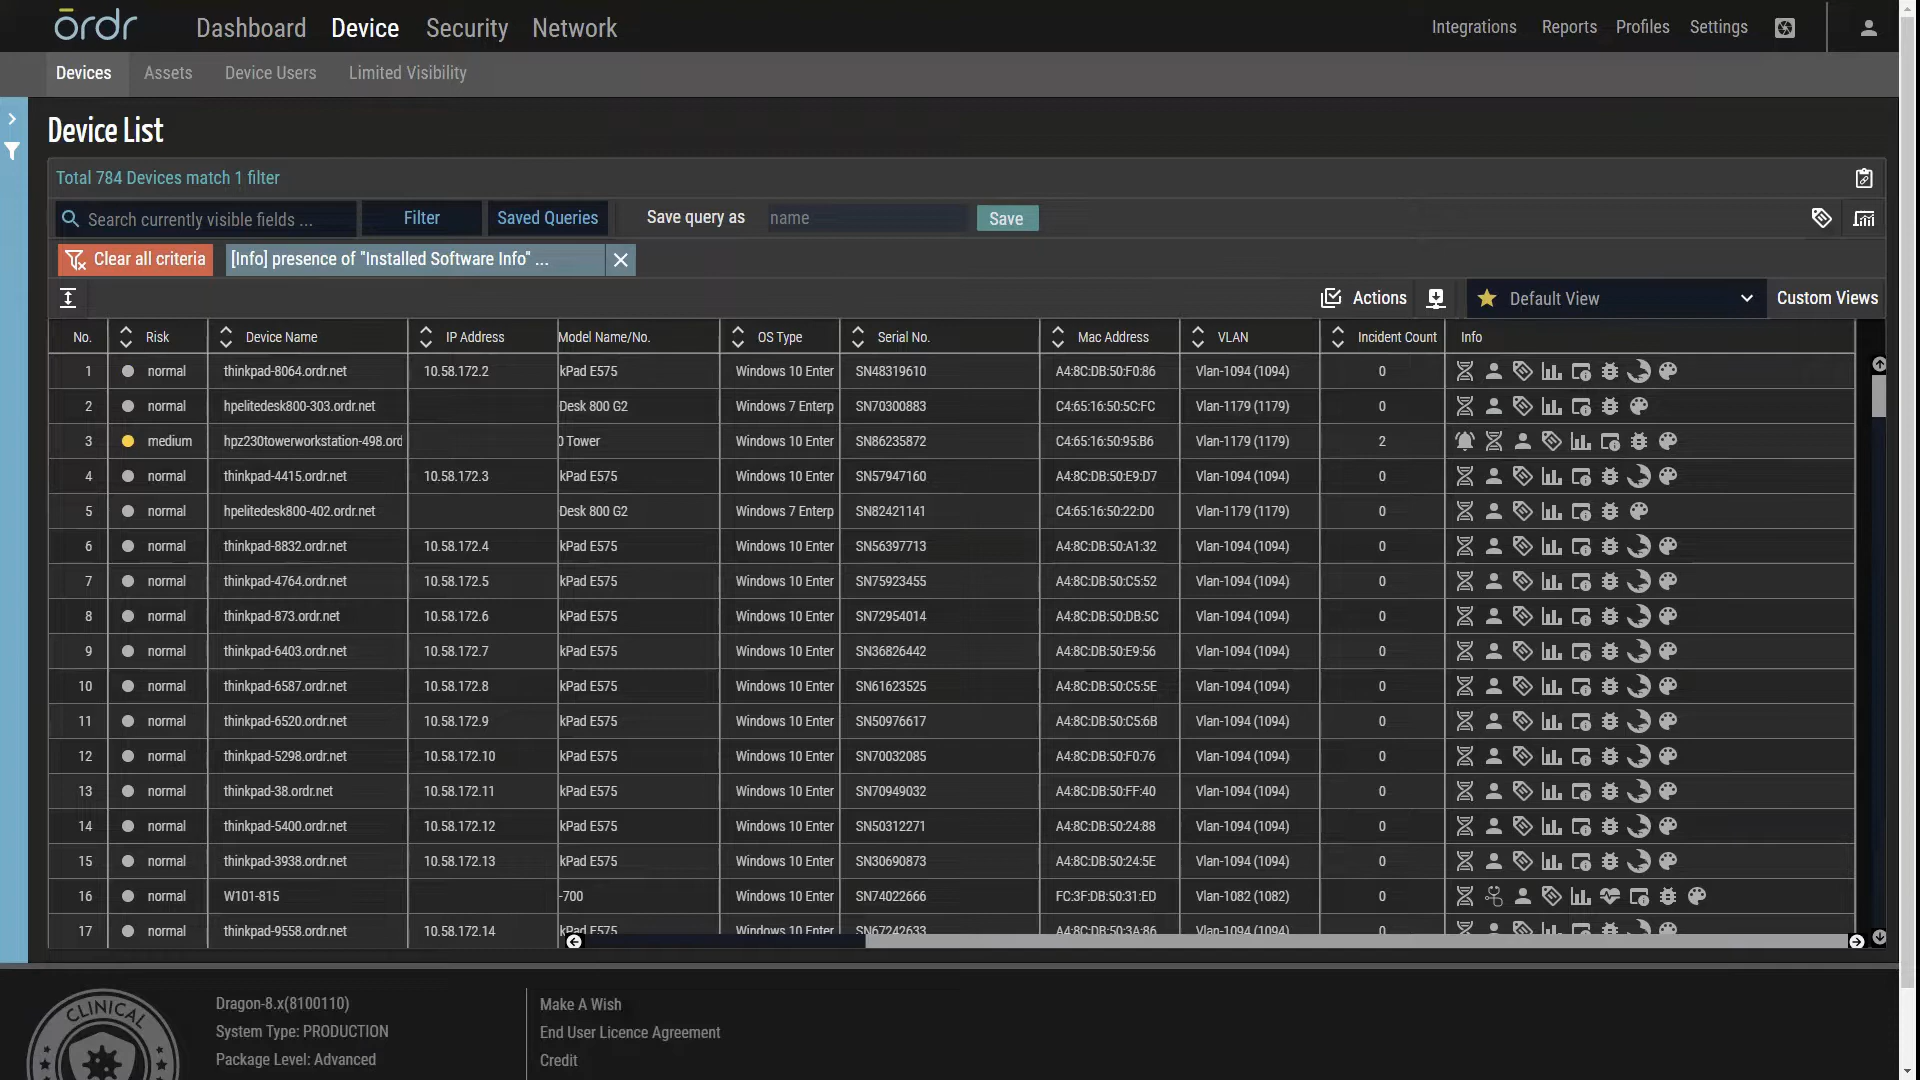 ōrdr Dashboard Device Security Network Integrations Reports Profiles Settings
Devices Assets Device Users Limited Visibility
Device List
Total 784 Devices match 1 filter
Search currently visible fields ... Filter Saved Queries Save query as name Save
Clear all criteria [Info] presence of "Installed Software Info" ...
Actions Default View Custom Views
No. Risk Device Name IP Address Model Name/No. OS Type Serial No. Mac Address VLAN Incident Count Info
1 normal thinkpad-8064.ordr.net 10.58.172.2 kPad E575 Windows 10 Enter SN48319610 A4:8C:DB:50:F0:86 Vlan-1094 (1094) 0
2 normal hpelitedesk800-303.ordr.net Desk 800 G2 Windows 7 Enterp SN70300883 C4:65:16:50:5C:FC Vlan-1179 (1179) 0
3 medium hpz230towerworkstation-498.ord 0 Tower Windows 10 Enter SN86235872 C4:65:16:50:95:B6 Vlan-1179 (1179) 2
4 normal thinkpad-4415.ordr.net 10.58.172.3 kPad E575 Windows 10 Enter SN57947160 A4:8C:DB:50:E9:D7 Vlan-1094 (1094) 0
5 normal hpelitedesk800-402.ordr.net Desk 800 G2 Windows 7 Enterp SN82421141 C4:65:16:50:22:D0 Vlan-1179 (1179) 0
6 normal thinkpad-8832.ordr.net 10.58.172.4 kPad E575 Windows 10 Enter SN56397713 A4:8C:DB:50:A1:32 Vlan-1094 (1094) 0
7 normal thinkpad-4764.ordr.net 10.58.172.5 kPad E575 Windows 10 Enter SN75923455 A4:8C:DB:50:C5:52 Vlan-1094 (1094) 0
8 normal thinkpad-873.ordr.net 10.58.172.6 kPad E575 Windows 10 Enter SN72954014 A4:8C:DB:50:DB:5C Vlan-1094 (1094) 0
9 normal thinkpad-6403.ordr.net 10.58.172.7 kPad E575 Windows 10 Enter SN36826442 A4:8C:DB:50:E9:56 Vlan-1094 (1094) 0
10 normal thinkpad-6587.ordr.net 10.58.172.8 kPad E575 Windows 10 Enter SN61623525 A4:8C:DB:50:C5:5E Vlan-1094 (1094) 0
11 normal thinkpad-6520.ordr.net 10.58.172.9 kPad E575 Windows 10 Enter SN50976617 A4:8C:DB:50:C5:6B Vlan-1094 (1094) 0
12 normal thinkpad-5298.ordr.net 10.58.172.10 kPad E575 Windows 10 Enter SN70032085 A4:8C:DB:50:F0:76 Vlan-1094 (1094) 0
13 normal thinkpad-38.ordr.net 10.58.172.11 kPad E575 Windows 10 Enter SN70949032 A4:8C:DB:50:FF:40 Vlan-1094 (1094) 0
14 normal thinkpad-5400.ordr.net 10.58.172.12 kPad E575 Windows 10 Enter SN50312271 A4:8C:DB:50:24:88 Vlan-1094 (1094) 0
15 normal thinkpad-3938.ordr.net 10.58.172.13 kPad E575 Windows 10 Enter SN30690873 A4:8C:DB:50:24:5E Vlan-1094 (1094) 0
16 normal W101-815 -700 Windows 10 Enter SN74022666 FC:3F:DB:50:31:ED Vlan-1082 (1082) 0
17 normal thinkpad-9558.ordr.net 10.58.172.14 kPad E575 Windows 10 Enter SN67242633 A4:8C:DB:50:3A:86 Vlan-1094 (1094) 0
CLINICAL
Dragon-8.x(8100110)
System Type: PRODUCTION
Package Level: Advanced
Make A Wish
End User Licence Agreement
Credit